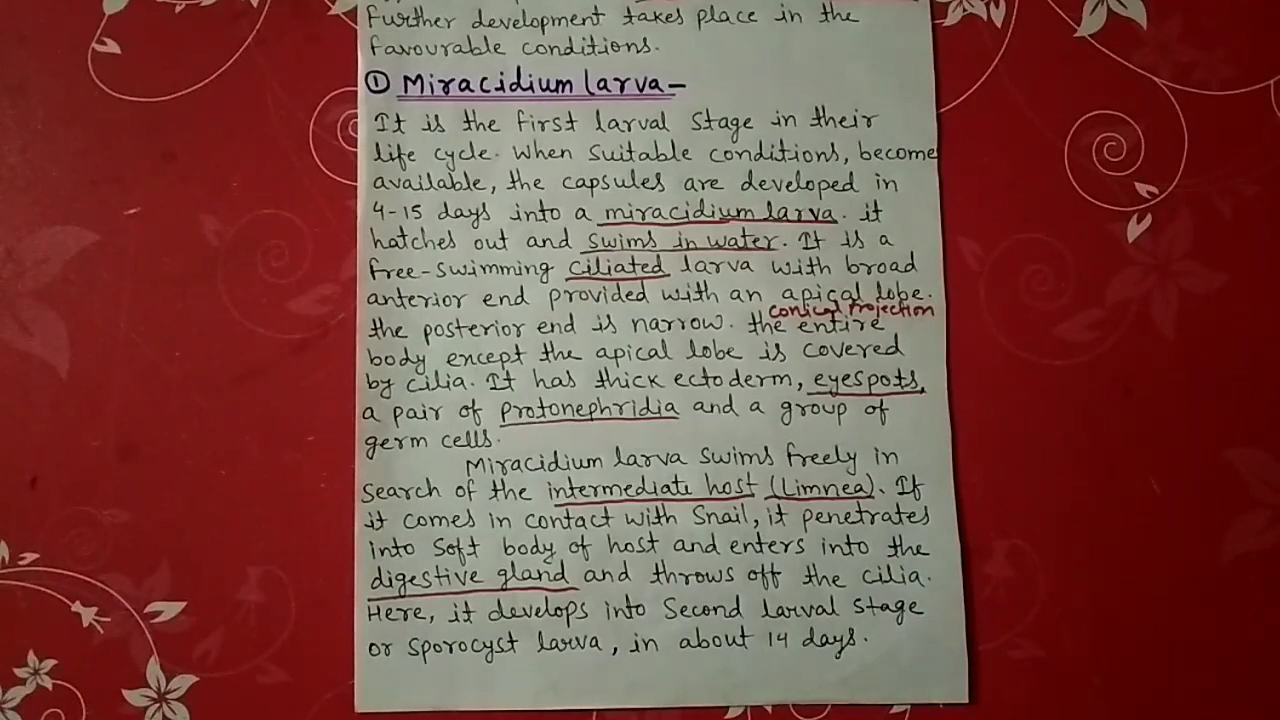 further development takes place in the
favourable conditions.
① Miracidium larva-
It is the first larval stage in their
life cycle. When suitable conditions, become
available, the capsules are developed in
4-15 days into a miracidium larva. it
hatches out and swims in water. It is a
free-swimming ciliated larva with broad
anterior end provided with an apical lobe.
conical Projection
the posterior end is narrow. the entire
body except the apical lobe is covered
by cilia. It has thick ectoderm, eyespots,
a pair of protonephridia and a group of
germ cells.
Miracidium larva swims freely in
search of the intermediate host (Limnea). If
it comes in contact with Snail, it penetrates
into soft body of host and enters into the
digestive gland and throws off the cilia.
Here, it develops into Second larval stage
or sporocyst larva, in about 14 days.